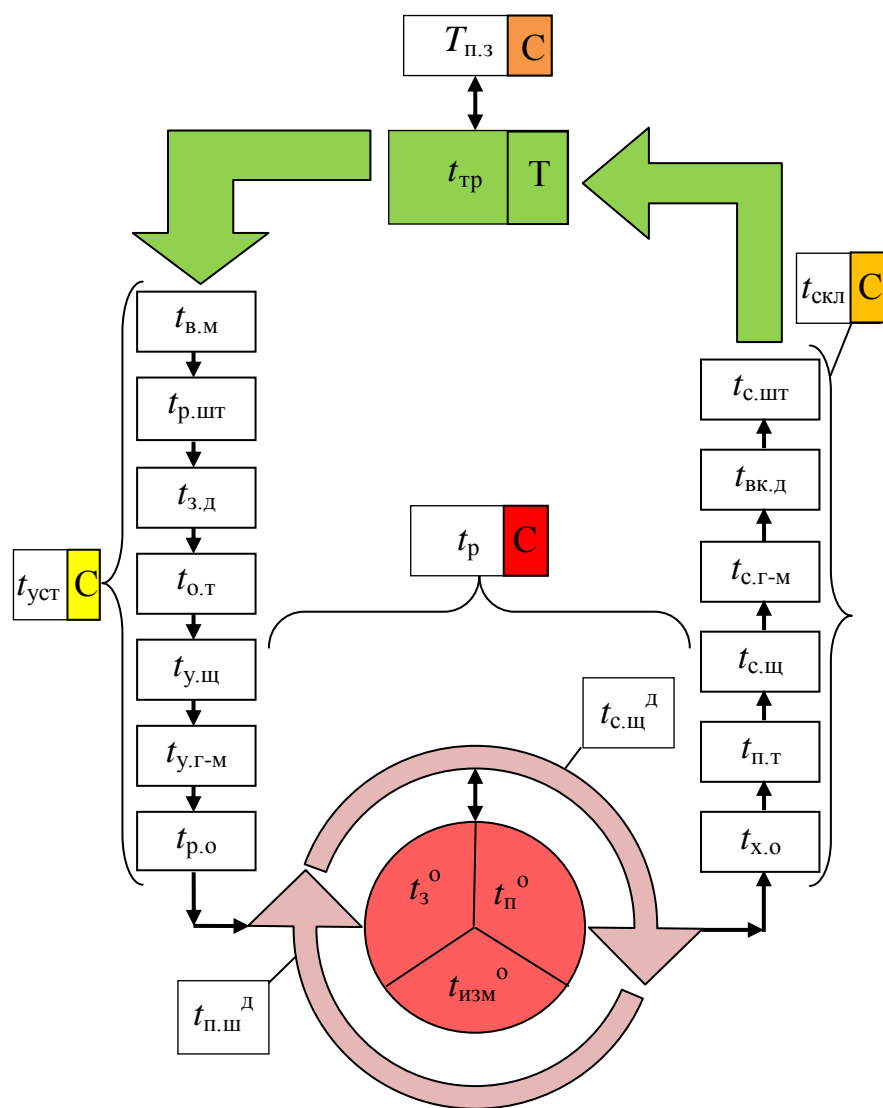 Tп.з С
tтр Т
tв.м
tр.шт
tз.д
tо.т
tу.щ
tу.г-м
tр.о
tуст С
tр С
tскл С
tс.шт
tвк.д
tс.г-м
tс.щ
tп.т
tх.о
tс.щд
tзо
tпо
tизмо
tп.шд